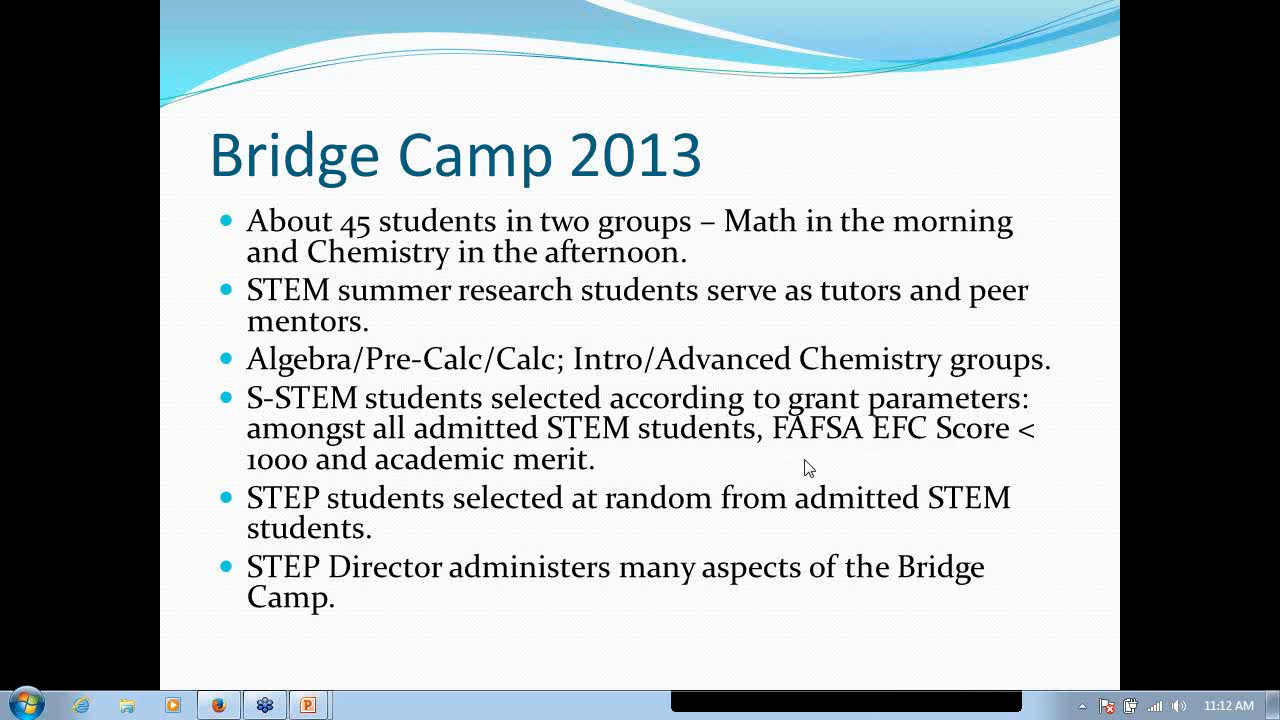 Bridge Camp 2013
• About 45 students in two groups – Math in the morning
and Chemistry in the afternoon.
• STEM summer research students serve as tutors and peer
mentors.
• Algebra/Pre-Calc/Calc; Intro/Advanced Chemistry groups.
• S-STEM students selected according to grant parameters:
amongst all admitted STEM students, FAFSA EFC Score <
1000 and academic merit.
• STEP students selected at random from admitted STEM
students.
• STEP Director administers many aspects of the Bridge
Camp.
11:12 AM